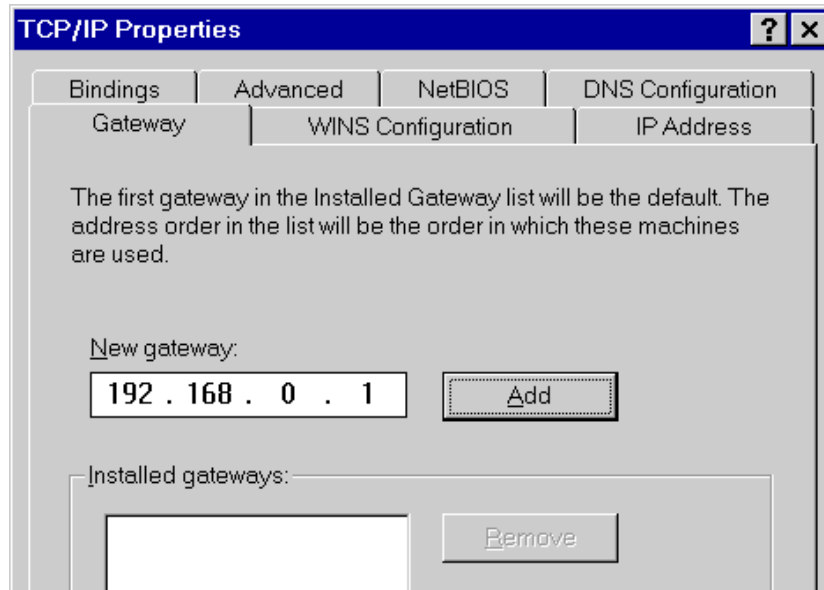 TCP/IP Properties
? ×
Bindings Advanced NetBIOS DNS Configuration
Gateway WINS Configuration IP Address
The first gateway in the Installed Gateway list will be the default. The
address order in the list will be the order in which these machines
are used.
New gateway:
192 . 168 . 0 . 1 Add
Installed gateways:
Remove